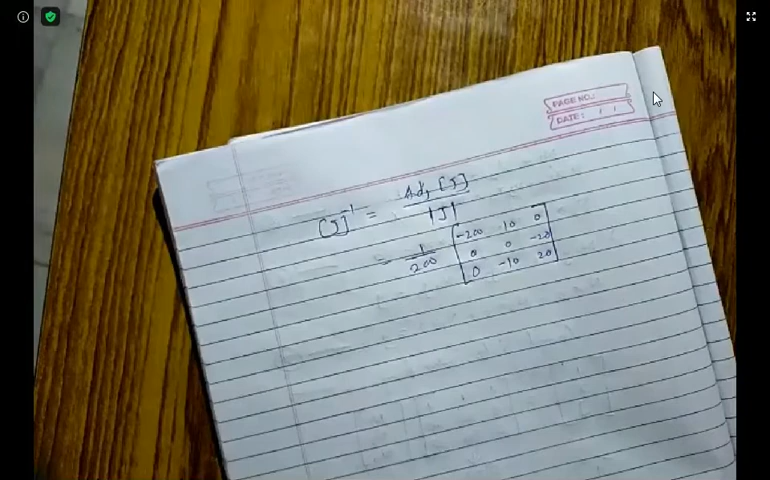 PAGE NO.:
DATE: / /
[J]⁻¹ = Adj [J] / |J|
= 1/200 [-200 10 0
0 0 -20
0 -10 20]